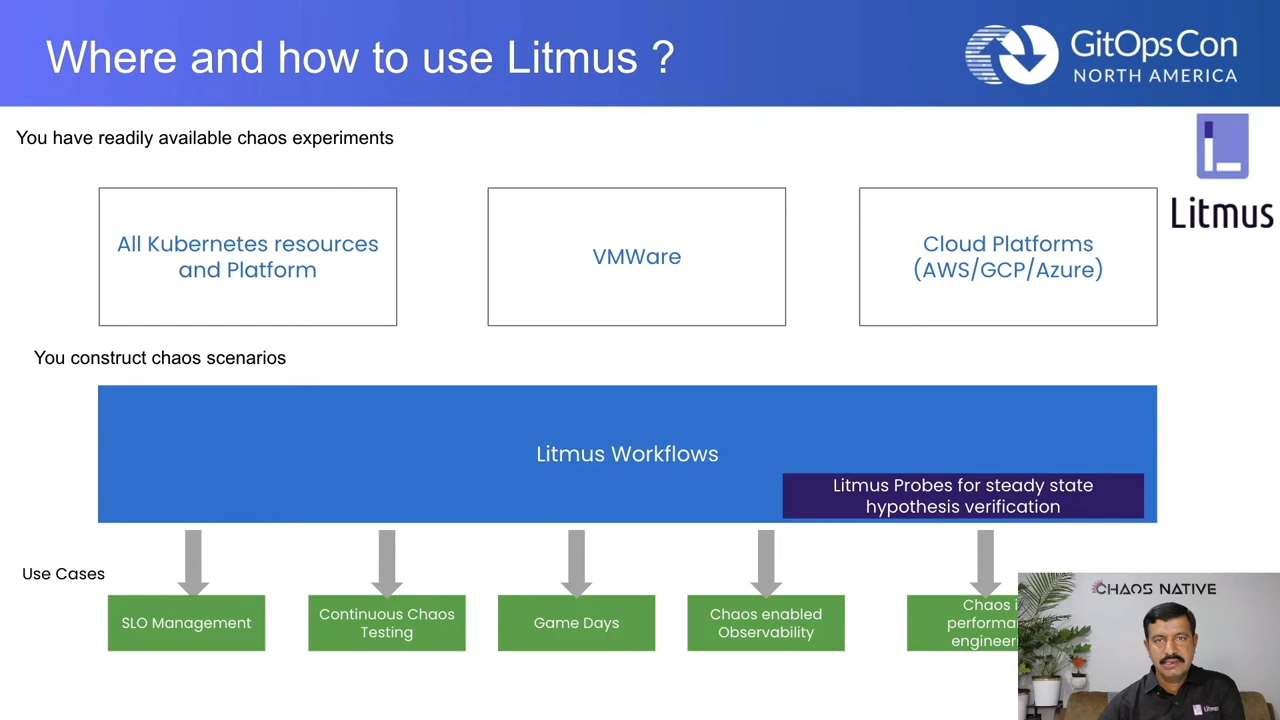 Where and how to use Litmus ?
GitOpsCon
NORTH AMERICA
You have readily available chaos experiments
Litmus
All Kubernetes resources
and Platform
VMWare
Cloud Platforms
(AWS/GCP/Azure)
You construct chaos scenarios
Litmus Workflows
Litmus Probes for steady state
hypothesis verification
Use Cases
SLO Management
Continuous Chaos
Testing
Game Days
Chaos enabled
Observability
Chaos i
performa
engineer
CHAOS NATIVE
Litmus